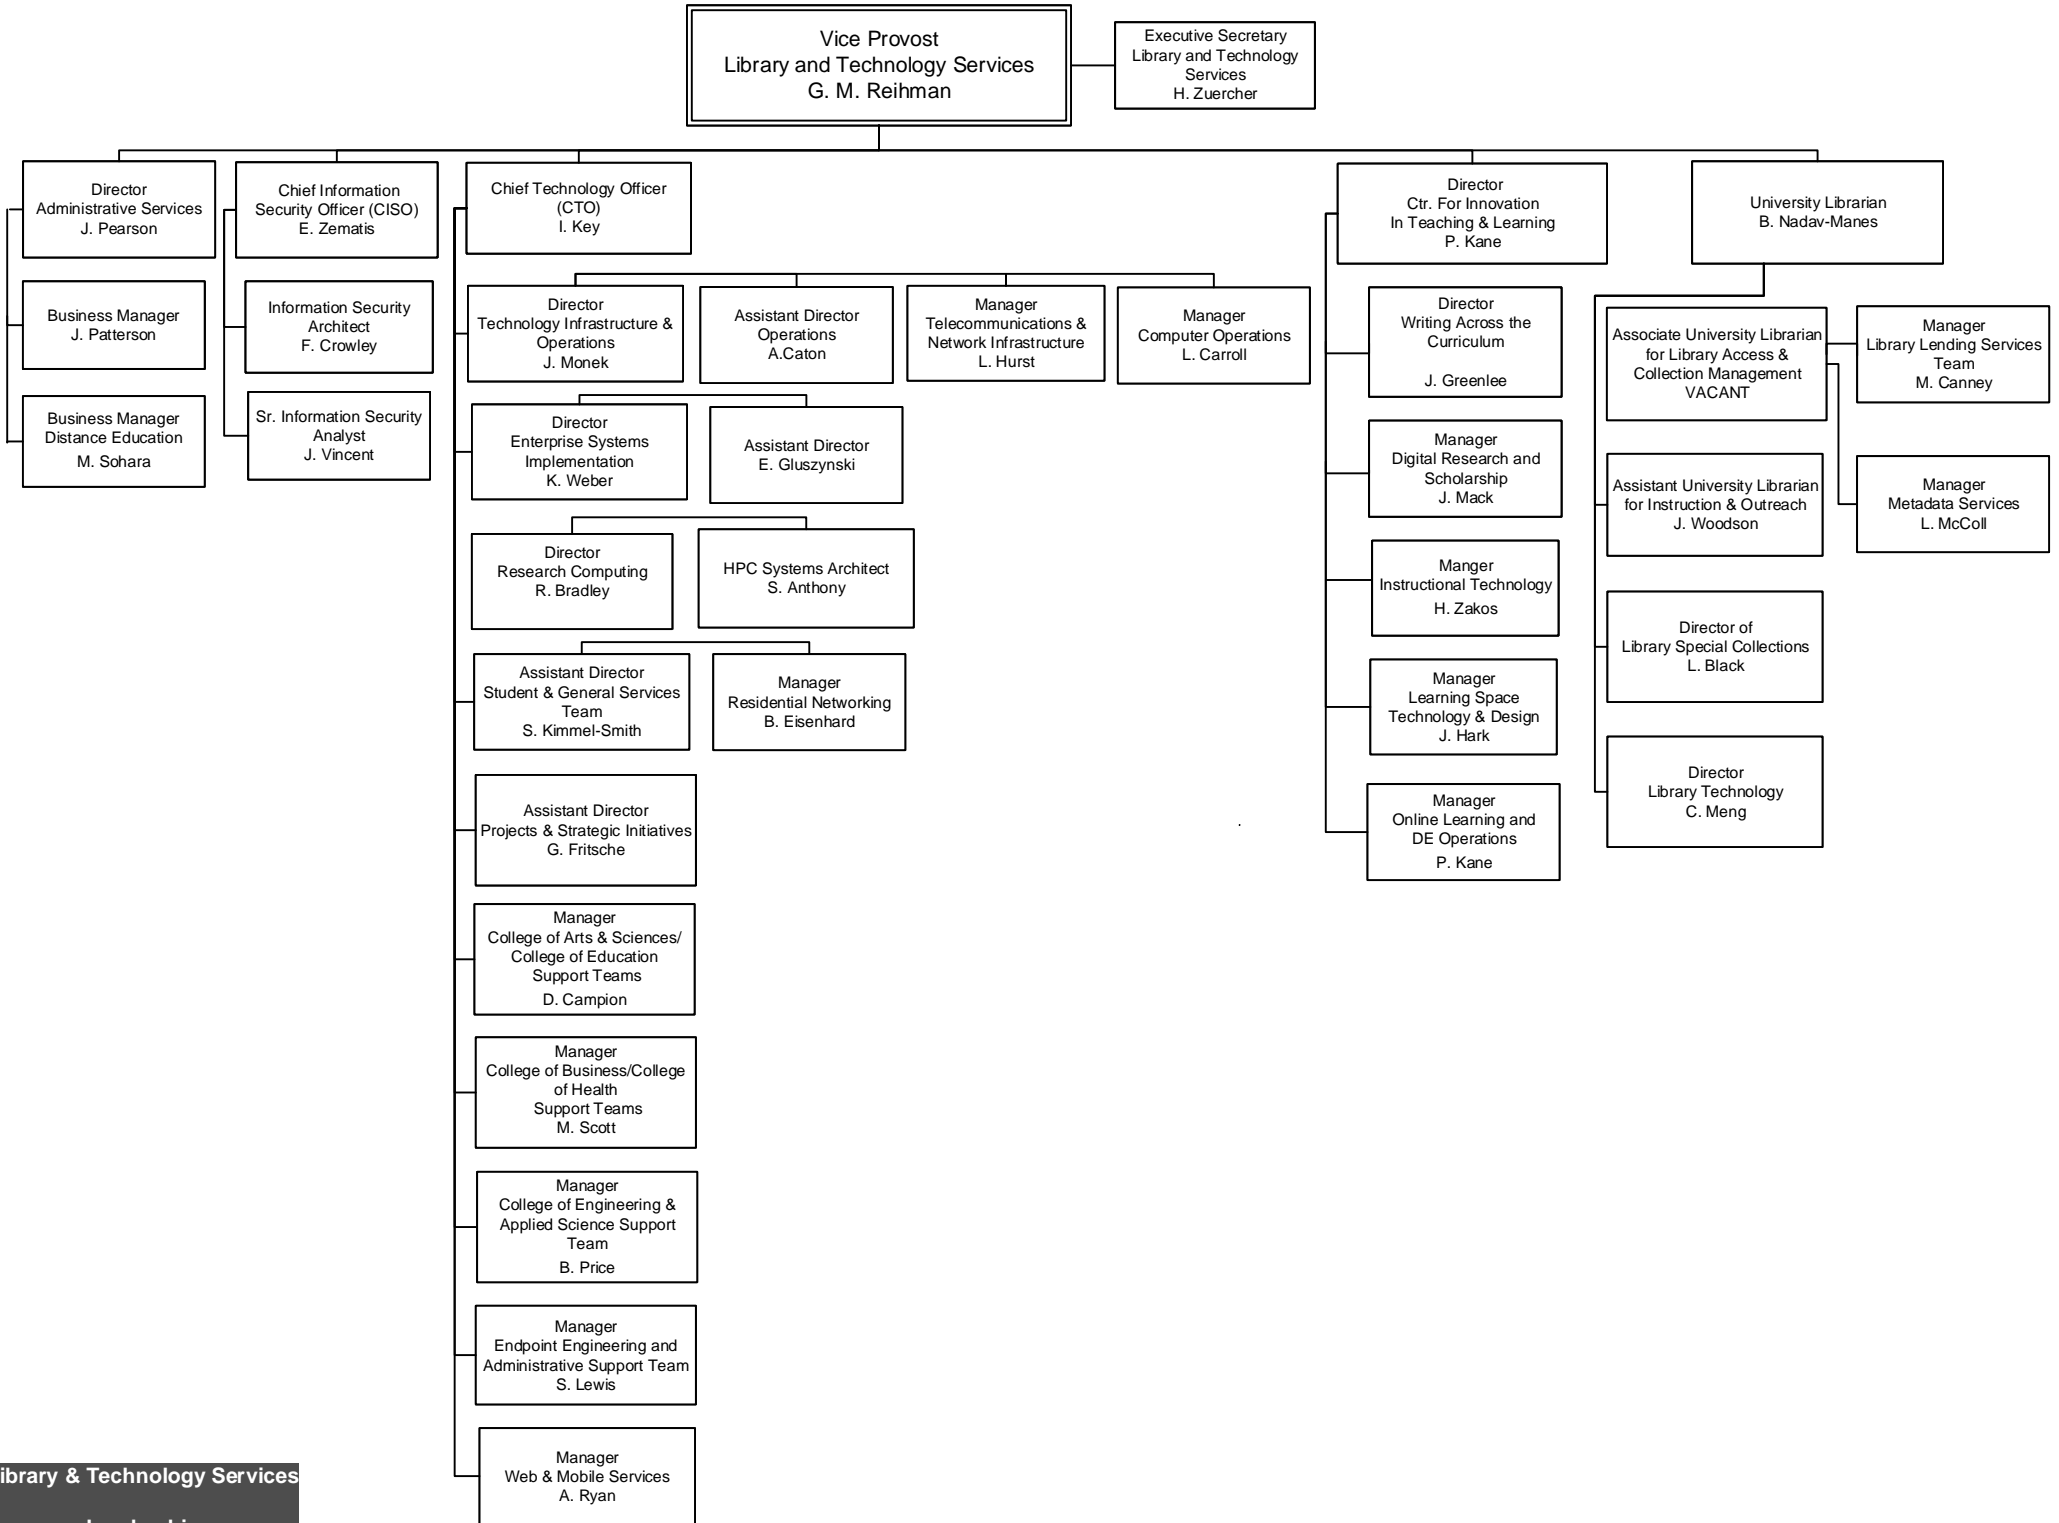 Vice Provost
Library and Technology Services
G. M. Reihman
Executive Secretary
Library and Technology
Services
H. Zuercher
Director
Administrative Services
J. Pearson
Chief Information
Security Officer (CISO)
E. Zematis
Chief Technology Officer
(CTO)
I. Key
Director
Ctr. For Innovation
In Teaching & Learning
P. Kane
University Librarian
B. Nadav-Manes
Business Manager
J. Patterson
Business Manager
Distance Education
M. Sohara
Information Security
Architect
F. Crowley
Sr. Information Security
Analyst
J. Vincent
Director
Technology Infrastructure &
Operations
J. Monek
Assistant Director
Operations
A.Caton
Manager
Telecommunications &
Network Infrastructure
L. Hurst
Manager
Computer Operations
L. Carroll
Director
Enterprise Systems
Implementation
K. Weber
Assistant Director
E. Gluszynski
Director
Research Computing
R. Bradley
HPC Systems Architect
S. Anthony
Assistant Director
Student & General Services
Team
S. Kimmel-Smith
Manager
Residential Networking
B. Eisenhard
Assistant Director
Projects & Strategic Initiatives
G. Fritsche
Manager
College of Arts & Sciences/
College of Education
Support Teams
D. Campion
Manager
College of Business/College
of Health
Support Teams
M. Scott
Manager
College of Engineering &
Applied Science Support
Team
B. Price
Manager
Endpoint Engineering and
Administrative Support Team
S. Lewis
Manager
Web & Mobile Services
A. Ryan
Director
Writing Across the
Curriculum
J. Greenlee
Manager
Digital Research and
Scholarship
J. Mack
Manger
Instructional Technology
H. Zakos
Manager
Learning Space
Technology & Design
J. Hark
Manager
Online Learning and
DE Operations
P. Kane
Associate University Librarian
for Library Access &
Collection Management
VACANT
Manager
Library Lending Services
Team
M. Canney
Assistant University Librarian
for Instruction & Outreach
J. Woodson
Manager
Metadata Services
L. McColl
Director of
Library Special Collections
L. Black
Director
Library Technology
C. Meng
ibrary & Technology Services